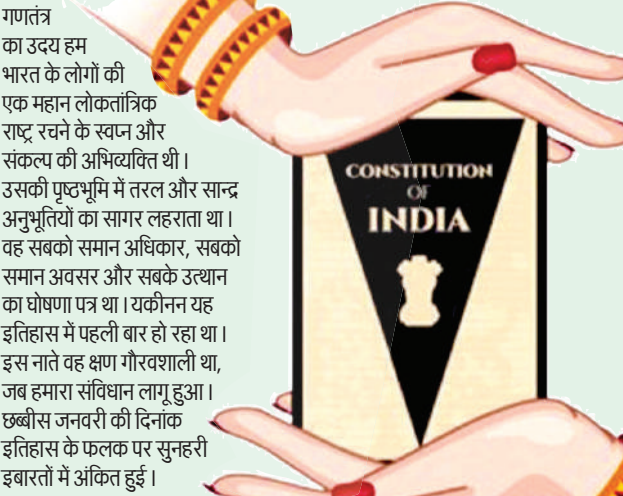 गणतंत्र
का उदय हम
भारत के लोगों की
एक महान लोकतांत्रिक
राष्ट्र रचने के स्वप्न और
संकल्प की अभिव्यक्ति थी ।
उसकी पृष्ठभूमि में तरल और सान्द्र
अनुभूतियों का सागर लहराता था ।
वह सबको समान अधिकार, सबको
समान अवसर और सबके उत्थान
का घोषणा पत्र था । यकीनन यह
इतिहास में पहली बार हो रहा था ।
इस नाते वह क्षण गौरवशाली था,
जब हमारा संविधान लागू हुआ ।
छब्बीस जनवरी की दिनांक
इतिहास के फलक पर सुनहरी
इबारतों में अंकित हुई ।
CONSTITUTION
OF
INDIA